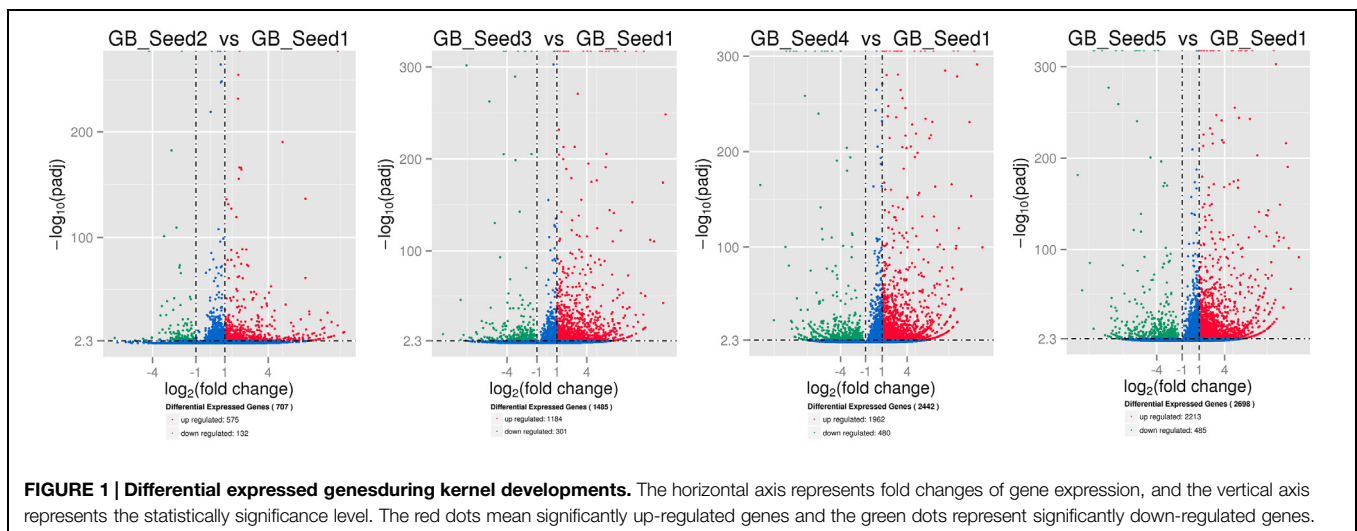 GB_Seed2 vs GB_Seed1
200
100
2.3
−log10(padj)
-4 -1 1 4
log2(fold change)
Differential Expressed Genes ( 707 )
up regulated: 575
down regulated: 132
GB_Seed3 vs GB_Seed1
300
200
100
2.3
−log10(padj)
-4 -1 1 4
log2(fold change)
Differential Expressed Genes ( 1485 )
up regulated: 1184
down regulated: 301
GB_Seed4 vs GB_Seed1
300
200
100
2.3
−log10(padj)
-4 -1 1 4
log2(fold change)
Differential Expressed Genes ( 2442 )
up regulated: 1962
down regulated: 480
GB_Seed5 vs GB_Seed1
300
200
100
2.3
−log10(padj)
-4 -1 1 4
log2(fold change)
Differential Expressed Genes ( 2698 )
up regulated: 2213
down regulated: 485
FIGURE 1 | Differential expressed genesduring kernel developments. The horizontal axis represents fold changes of gene expression, and the vertical axis
represents the statistically significance level. The red dots mean significantly up-regulated genes and the green dots represent significantly down-regulated genes.